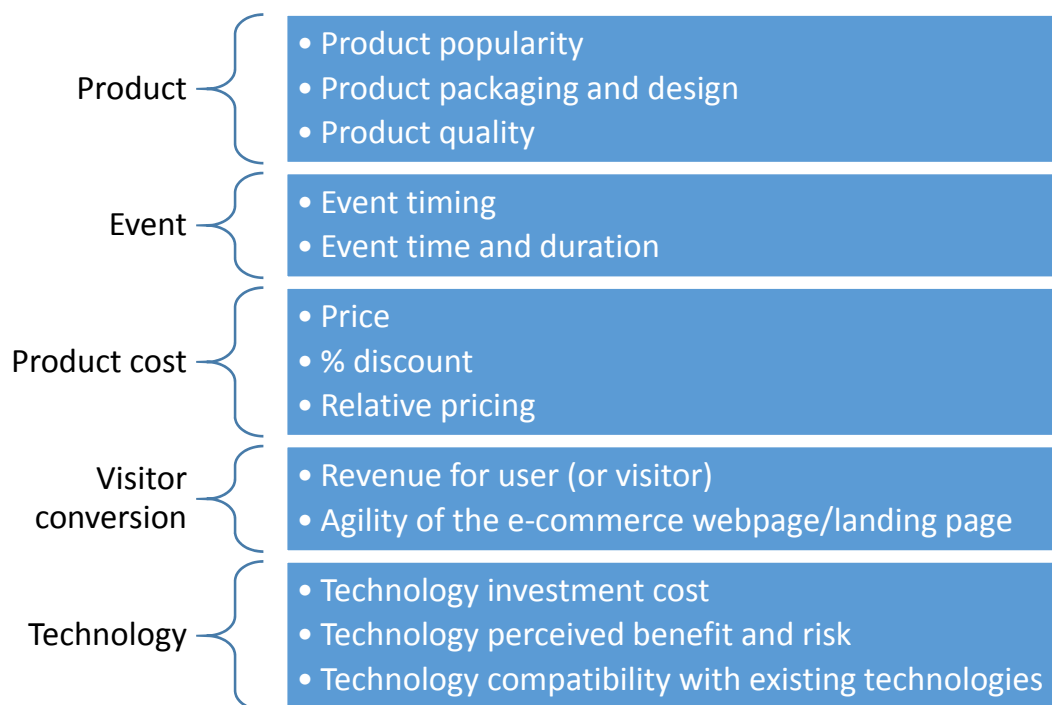 Product
• Product popularity
• Product packaging and design
• Product quality
Event
• Event timing
• Event time and duration
Product cost
• Price
• % discount
• Relative pricing
Visitor
conversion
• Revenue for user (or visitor)
• Agility of the e-commerce webpage/landing page
Technology
• Technology investment cost
• Technology perceived benefit and risk
• Technology compatibility with existing technologies